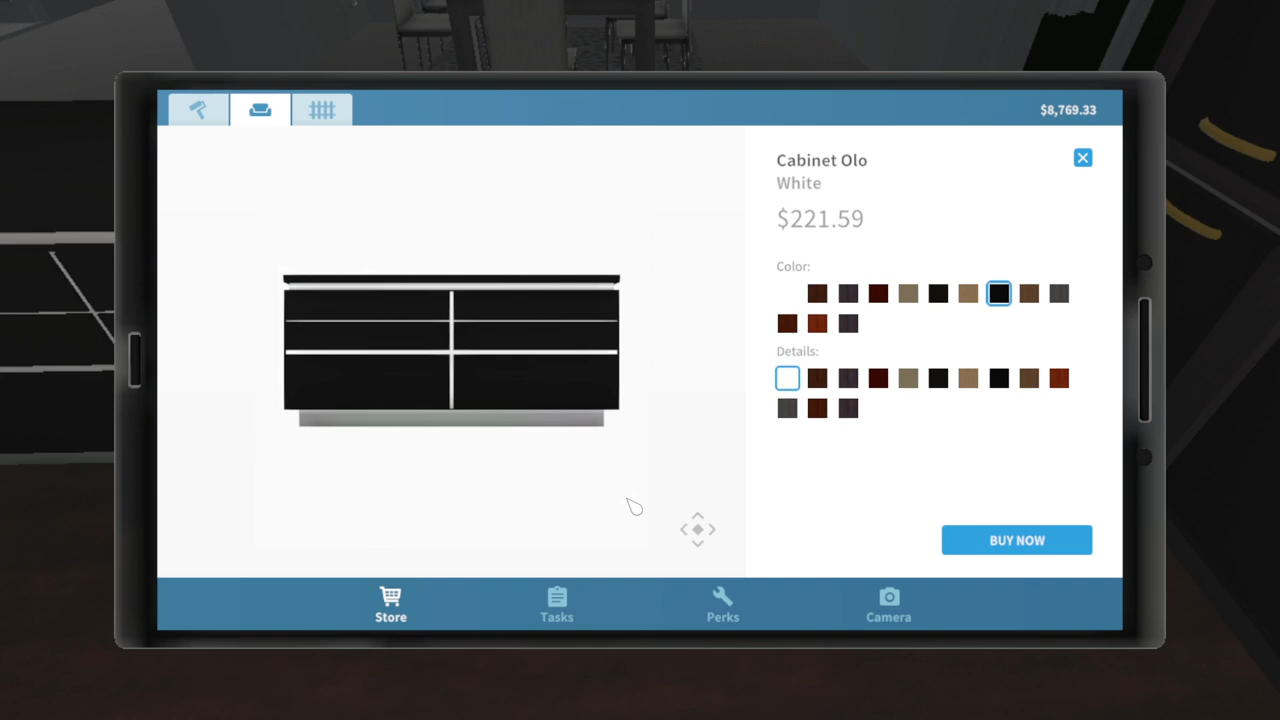 $8,769.33
Cabinet Olo
White
$221.59
Color:
Details:
BUY NOW
Store
Tasks
Perks
Camera